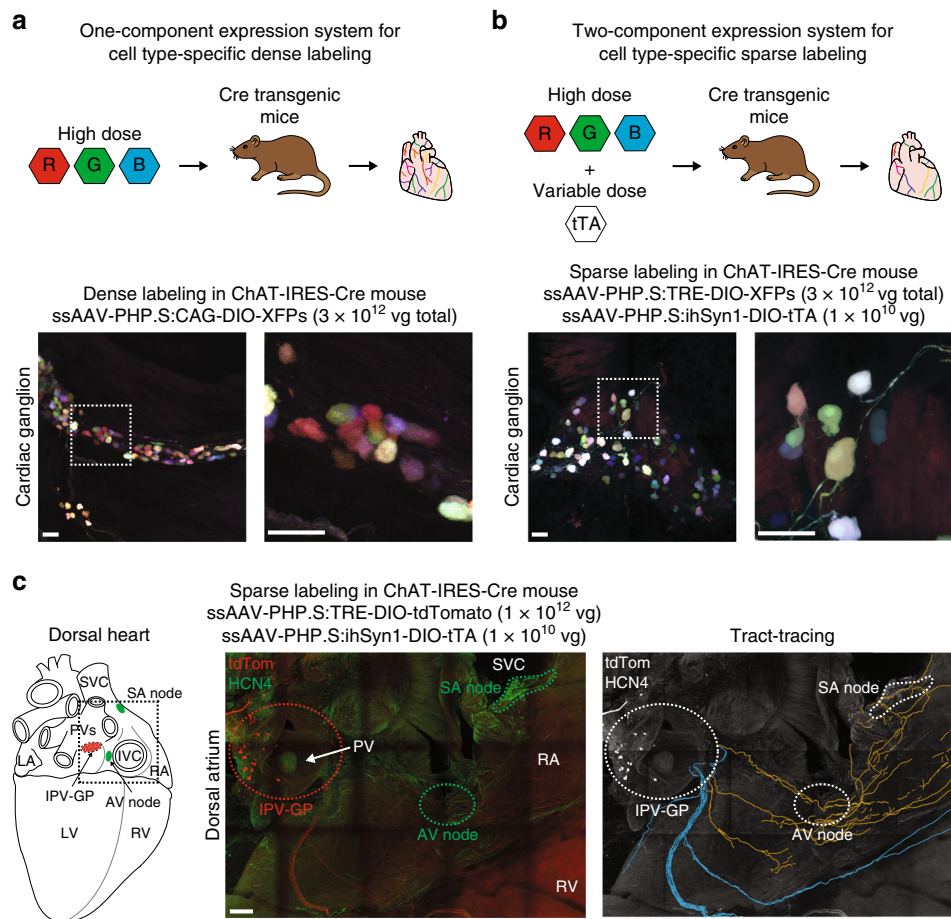 a
One-component expression system for
cell type-specific dense labeling
High dose
R G B
Cre transgenic
mice
Dense labeling in ChAT-IRES-Cre mouse
ssAAV-PHP.S:CAG-DIO-XFPs (3 × 10¹² vg total)
Cardiac ganglion
b
Two-component expression system for
cell type-specific sparse labeling
High dose
R G B
+
Variable dose
tTA
Cre transgenic
mice
Sparse labeling in ChAT-IRES-Cre mouse
ssAAV-PHP.S:TRE-DIO-XFPs (3 × 10¹² vg total)
ssAAV-PHP.S:ihSyn1-DIO-tTA (1 × 10¹⁰ vg)
Cardiac ganglion
c
Dorsal heart
SVC
SA node
PVs
LA
IVC
RA
IPV-GP
AV node
LV
RV
Sparse labeling in ChAT-IRES-Cre mouse
ssAAV-PHP.S:TRE-DIO-tdTomato (1 × 10¹² vg)
ssAAV-PHP.S:ihSyn1-DIO-tTA (1 × 10¹⁰ vg)
Dorsal atrium
tdTom
HCN4
SVC
SA node
PV
RA
IPV-GP
AV node
RV
Tract-tracing
tdTom
HCN4
SA node
IPV-GP
AV node